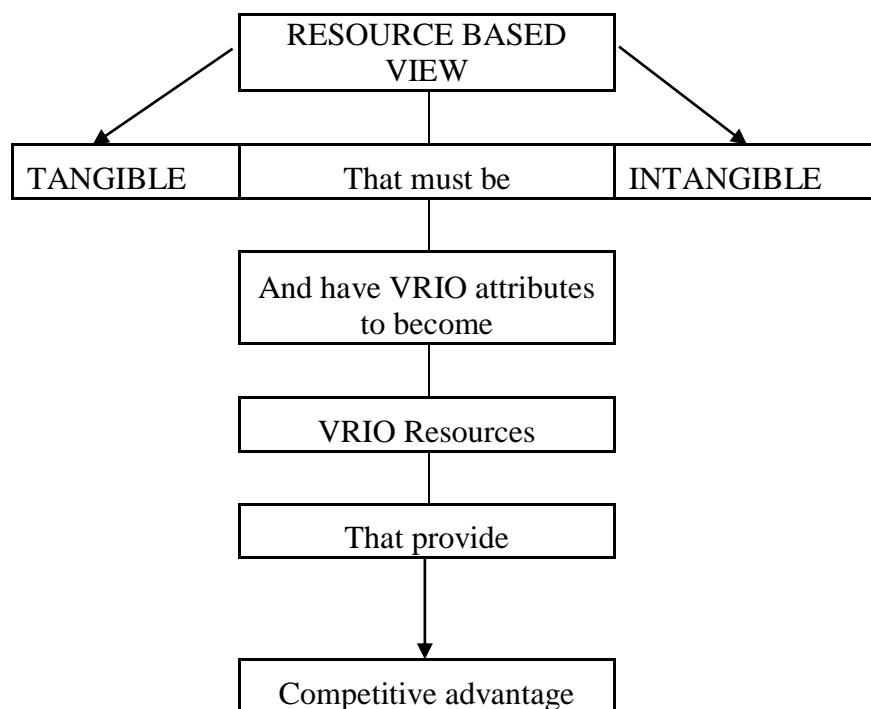 RESOURCE BASED
VIEW
TANGIBLE
That must be
INTANGIBLE
And have VRIO attributes
to become
VRIO Resources
That provide
Competitive advantage